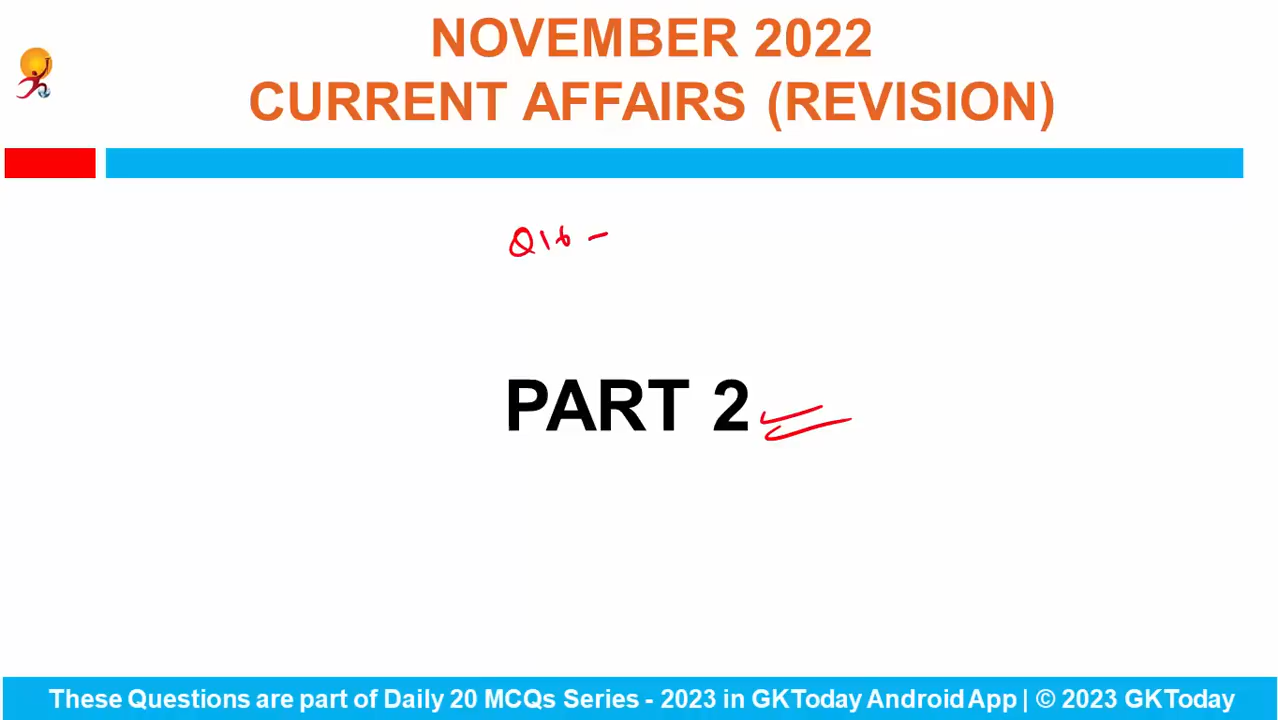 NOVEMBER 2022
CURRENT AFFAIRS (REVISION)
Q16 -
PART 2
These Questions are part of Daily 20 MCQs Series - 2023 in GKToday Android App | © 2023 GKToday